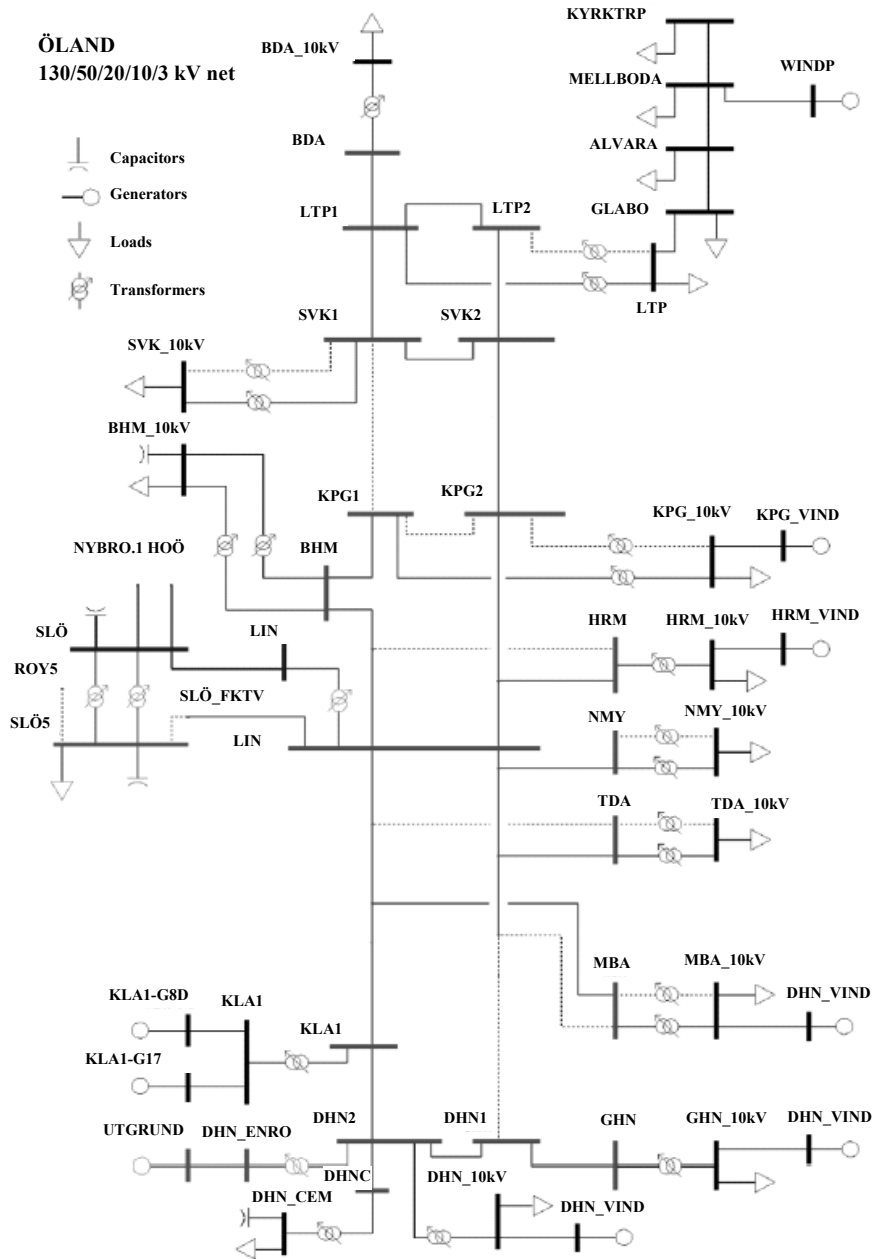 KYRKTRP
ÖLAND
130/50/20/10/3 kV net
BDA_10kV
MELLBODA
WINDP
Capacitors
BDA
ALVARA
Generators
LTP1
LTP2
GLABO
Loads
Transformers
LTP
SVK1
SVK2
SVK_10kV
BHM_10kV
KPG1
KPG2
KPG_10kV
KPG_VIND
NYBRO.1 HOÖ
BHM
SLÖ
LIN
HRM
HRM_10kV
HRM_VIND
ROY5
SLÖ_FKTV
SLÖ5
LIN
NMY
NMY_10kV
TDA
TDA_10kV
MBA
MBA_10kV
DHN_VIND
KLA1-G8D
KLA1
KLA1
KLA1-G17
UTGRUND
DHN_ENRO
DHN2
DHN1
GHN
GHN_10kV
DHN_VIND
DHNC
DHN_10kV
DHN_CEM
DHN_VIND